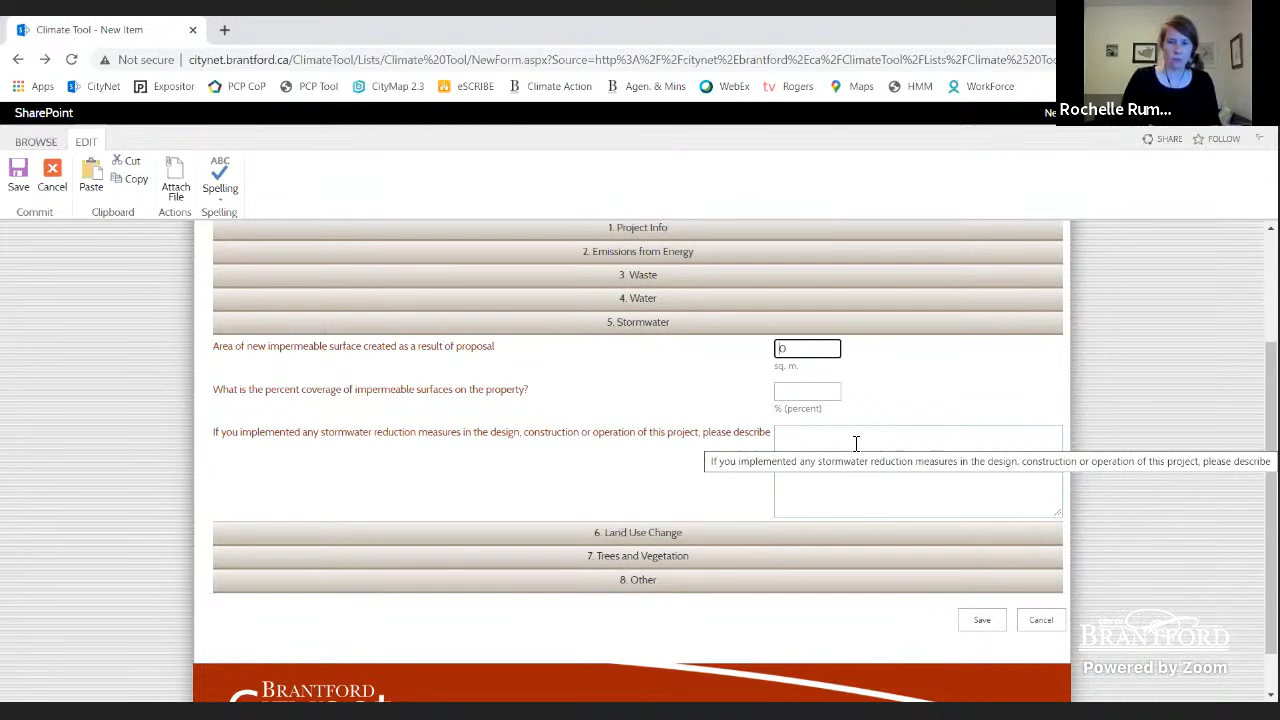 Climate Tool - New Item
Not secure citynet.brantford.ca/ClimateTool/Lists/Climate%20Tool/NewForm.aspx?Source=http%3A%2F%2Fcitynet%2Ebrantford%2Eca%2FClimateTool%2FLists%2FClimate%2520Too
Apps CityNet Expositor PCP CoP PCP Tool CityMap 2.3 eSCRIBE Climate Action Agen. & Mins WebEx Rogers Maps HMM WorkForce
Rochelle Rum...
SharePoint
Ne
BROWSE EDIT SHARE FOLLOW
Save Cancel Paste Cut Copy Attach File ABC Spelling
Commit Clipboard Actions Spelling
1. Project Info
2. Emissions from Energy
3. Waste
4. Water
5. Stormwater
Area of new impermeable surface created as a result of proposal 0
sq. m.
What is the percent coverage of impermeable surfaces on the property?
% (percent)
If you implemented any stormwater reduction measures in the design, construction or operation of this project, please describe
If you implemented any stormwater reduction measures in the design, construction or operation of this project, please describe
6. Land Use Change
7. Trees and Vegetation
8. Other
Save Cancel
CITY OF
BRANTFORD
Powered by Zoom
BRANTFORD